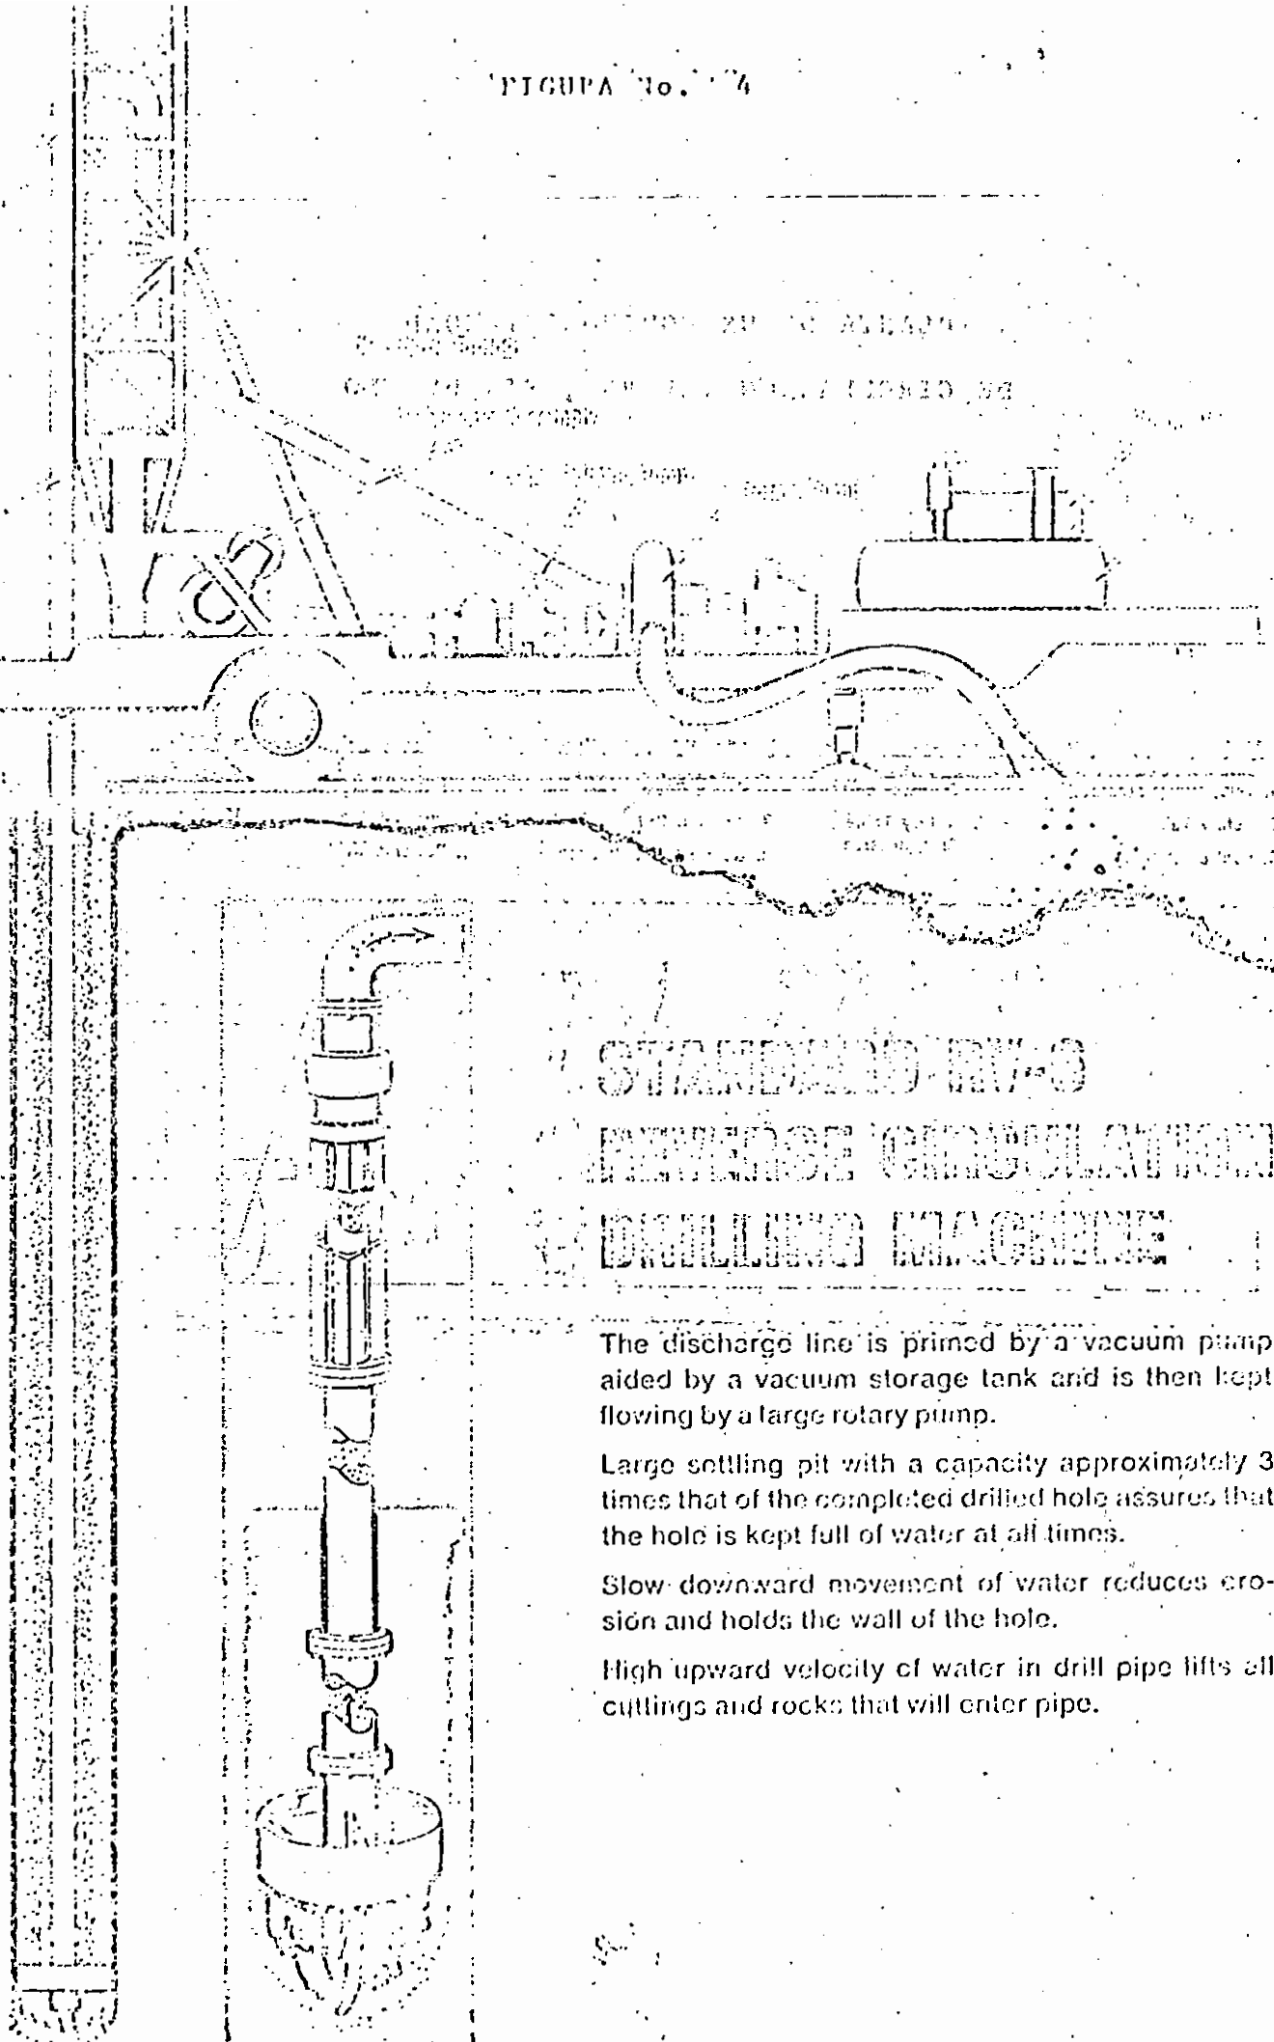 FIGURA No. 4
STANDARD RV-3
REVERSE CIRCULATION
DRILLING MACHINE
The discharge line is primed by a vacuum pump
aided by a vacuum storage tank and is then kept
flowing by a large rotary pump.
Large settling pit with a capacity approximately 3
times that of the completed drilled hole assures that
the hole is kept full of water at all times.
Slow downward movement of water reduces ero-
sion and holds the wall of the hole.
High upward velocity of water in drill pipe lifts all
cuttings and rocks that will enter pipe.